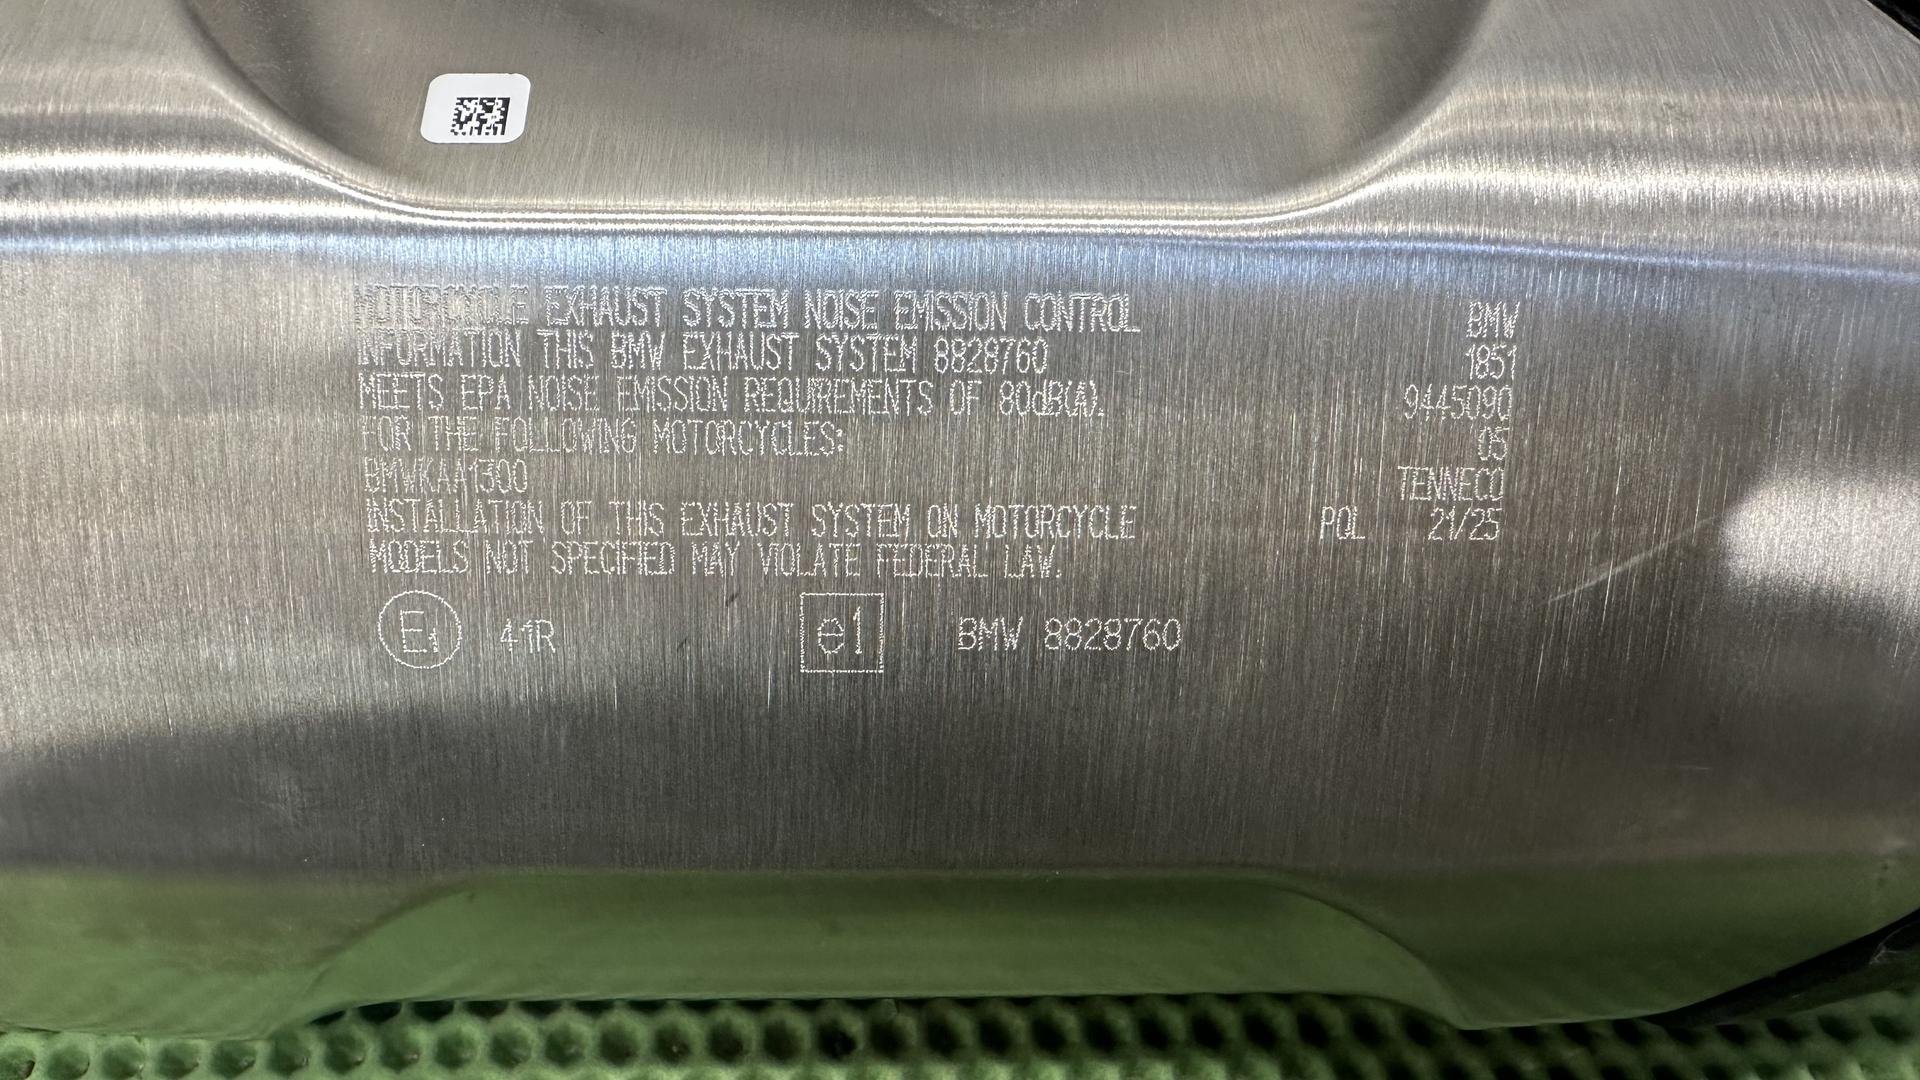 MOTORCYCLE EXHAUST SYSTEM NOISE EMISSION CONTROL
INFORMATION THIS BMW EXHAUST SYSTEM 8828760
MEETS EPA NOISE EMISSION REQUIREMENTS OF 80dB(A).
FOR THE FOLLOWING MOTORCYCLES:
BMWKAA1300
INSTALLATION OF THIS EXHAUST SYSTEM ON MOTORCYCLE
MODELS NOT SPECIFIED MAY VIOLATE FEDERAL LAW.
E1 41R e1 BMW 8828760
BMW
1851
9445090
05
TENNECO
PQL 21/25